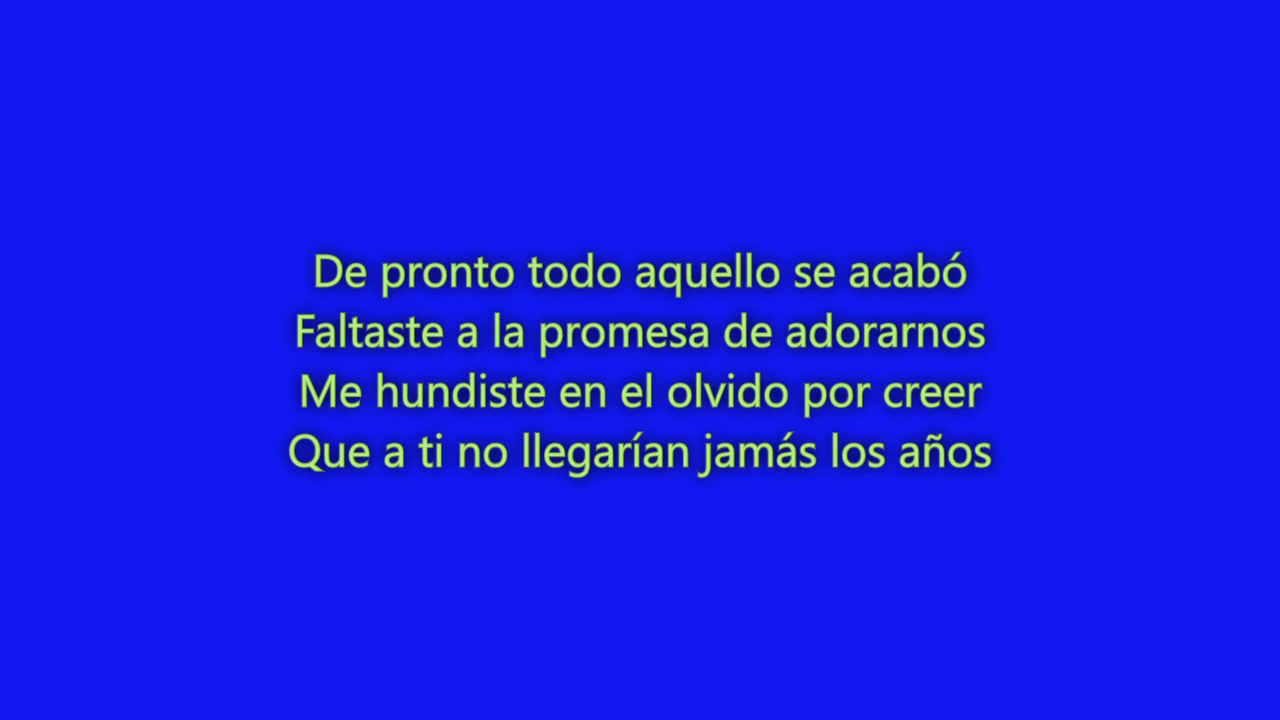 De pronto todo aquello se acabó
Faltaste a la promesa de adorarnos
Me hundiste en el olvido por creer
Que a ti no llegarían jamás los años